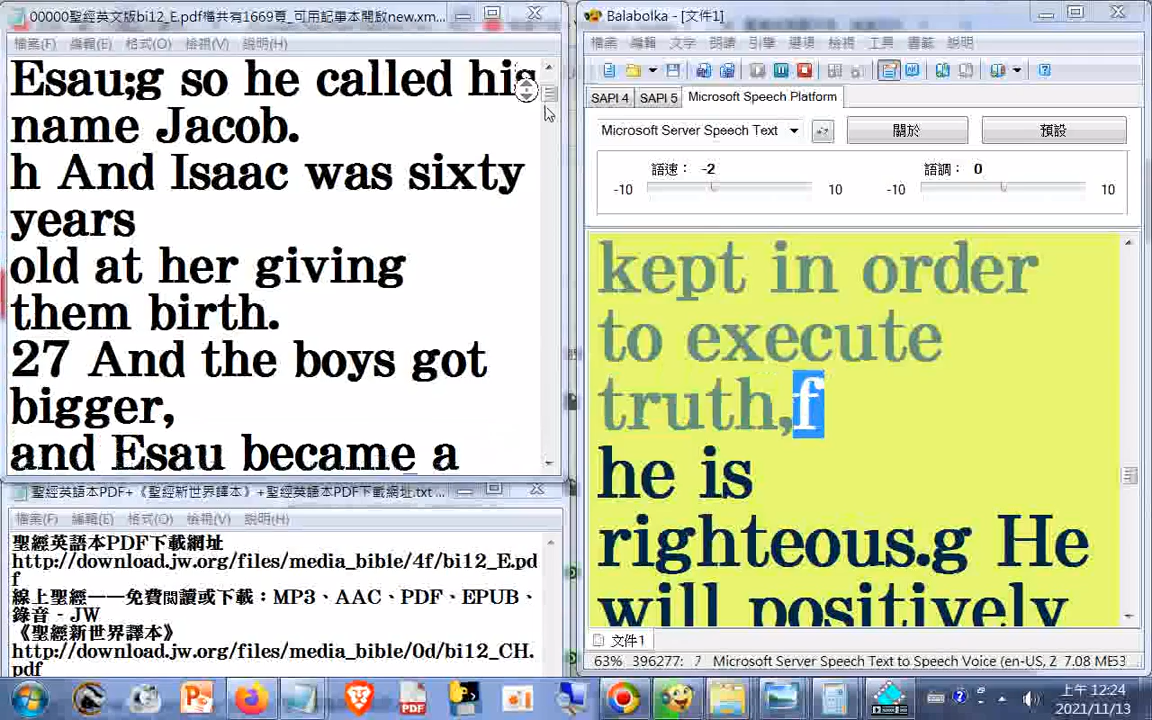 00000聖經英文版bi12_E.pdf檔共有1669頁_可用記事本開啟new.xm...
檔案(F) 編輯(E) 格式(O) 檢視(V) 說明(H)
Esau;g so he called his
name Jacob.
h And Isaac was sixty
years
old at her giving
them birth.
27 And the boys got
bigger,
and Esau became a
聖經英語本PDF+《聖經新世界譯本》+聖經英語本PDF下載網址.txt ...
檔案(F) 編輯(E) 格式(O) 檢視(V) 說明(H)
聖經英語本PDF下載網址
http://download.jw.org/files/media_bible/4f/bi12_E.pd
f
線上聖經——免費閱讀或下載：MP3、AAC、PDF、EPUB、
錄音 - JW
《聖經新世界譯本》
http://download.jw.org/files/media_bible/0d/bi12_CH.
pdf
Balabolka - [文件1]
檔案 編輯 文字 朗讀 引擎 選項 檢視 工具 書籤 說明
SAPI 4 SAPI 5 Microsoft Speech Platform
Microsoft Server Speech Text 關於 預設
語速： -2 語調： 0
-10 10 -10 10
kept in order
to execute
truth,f
he is
righteous.g He
will positively
文件1
63% 396277: 7 Microsoft Server Speech Text to Speech Voice (en-US, Z 7.08 ME53
PDF
上午 12:24
2021/11/13